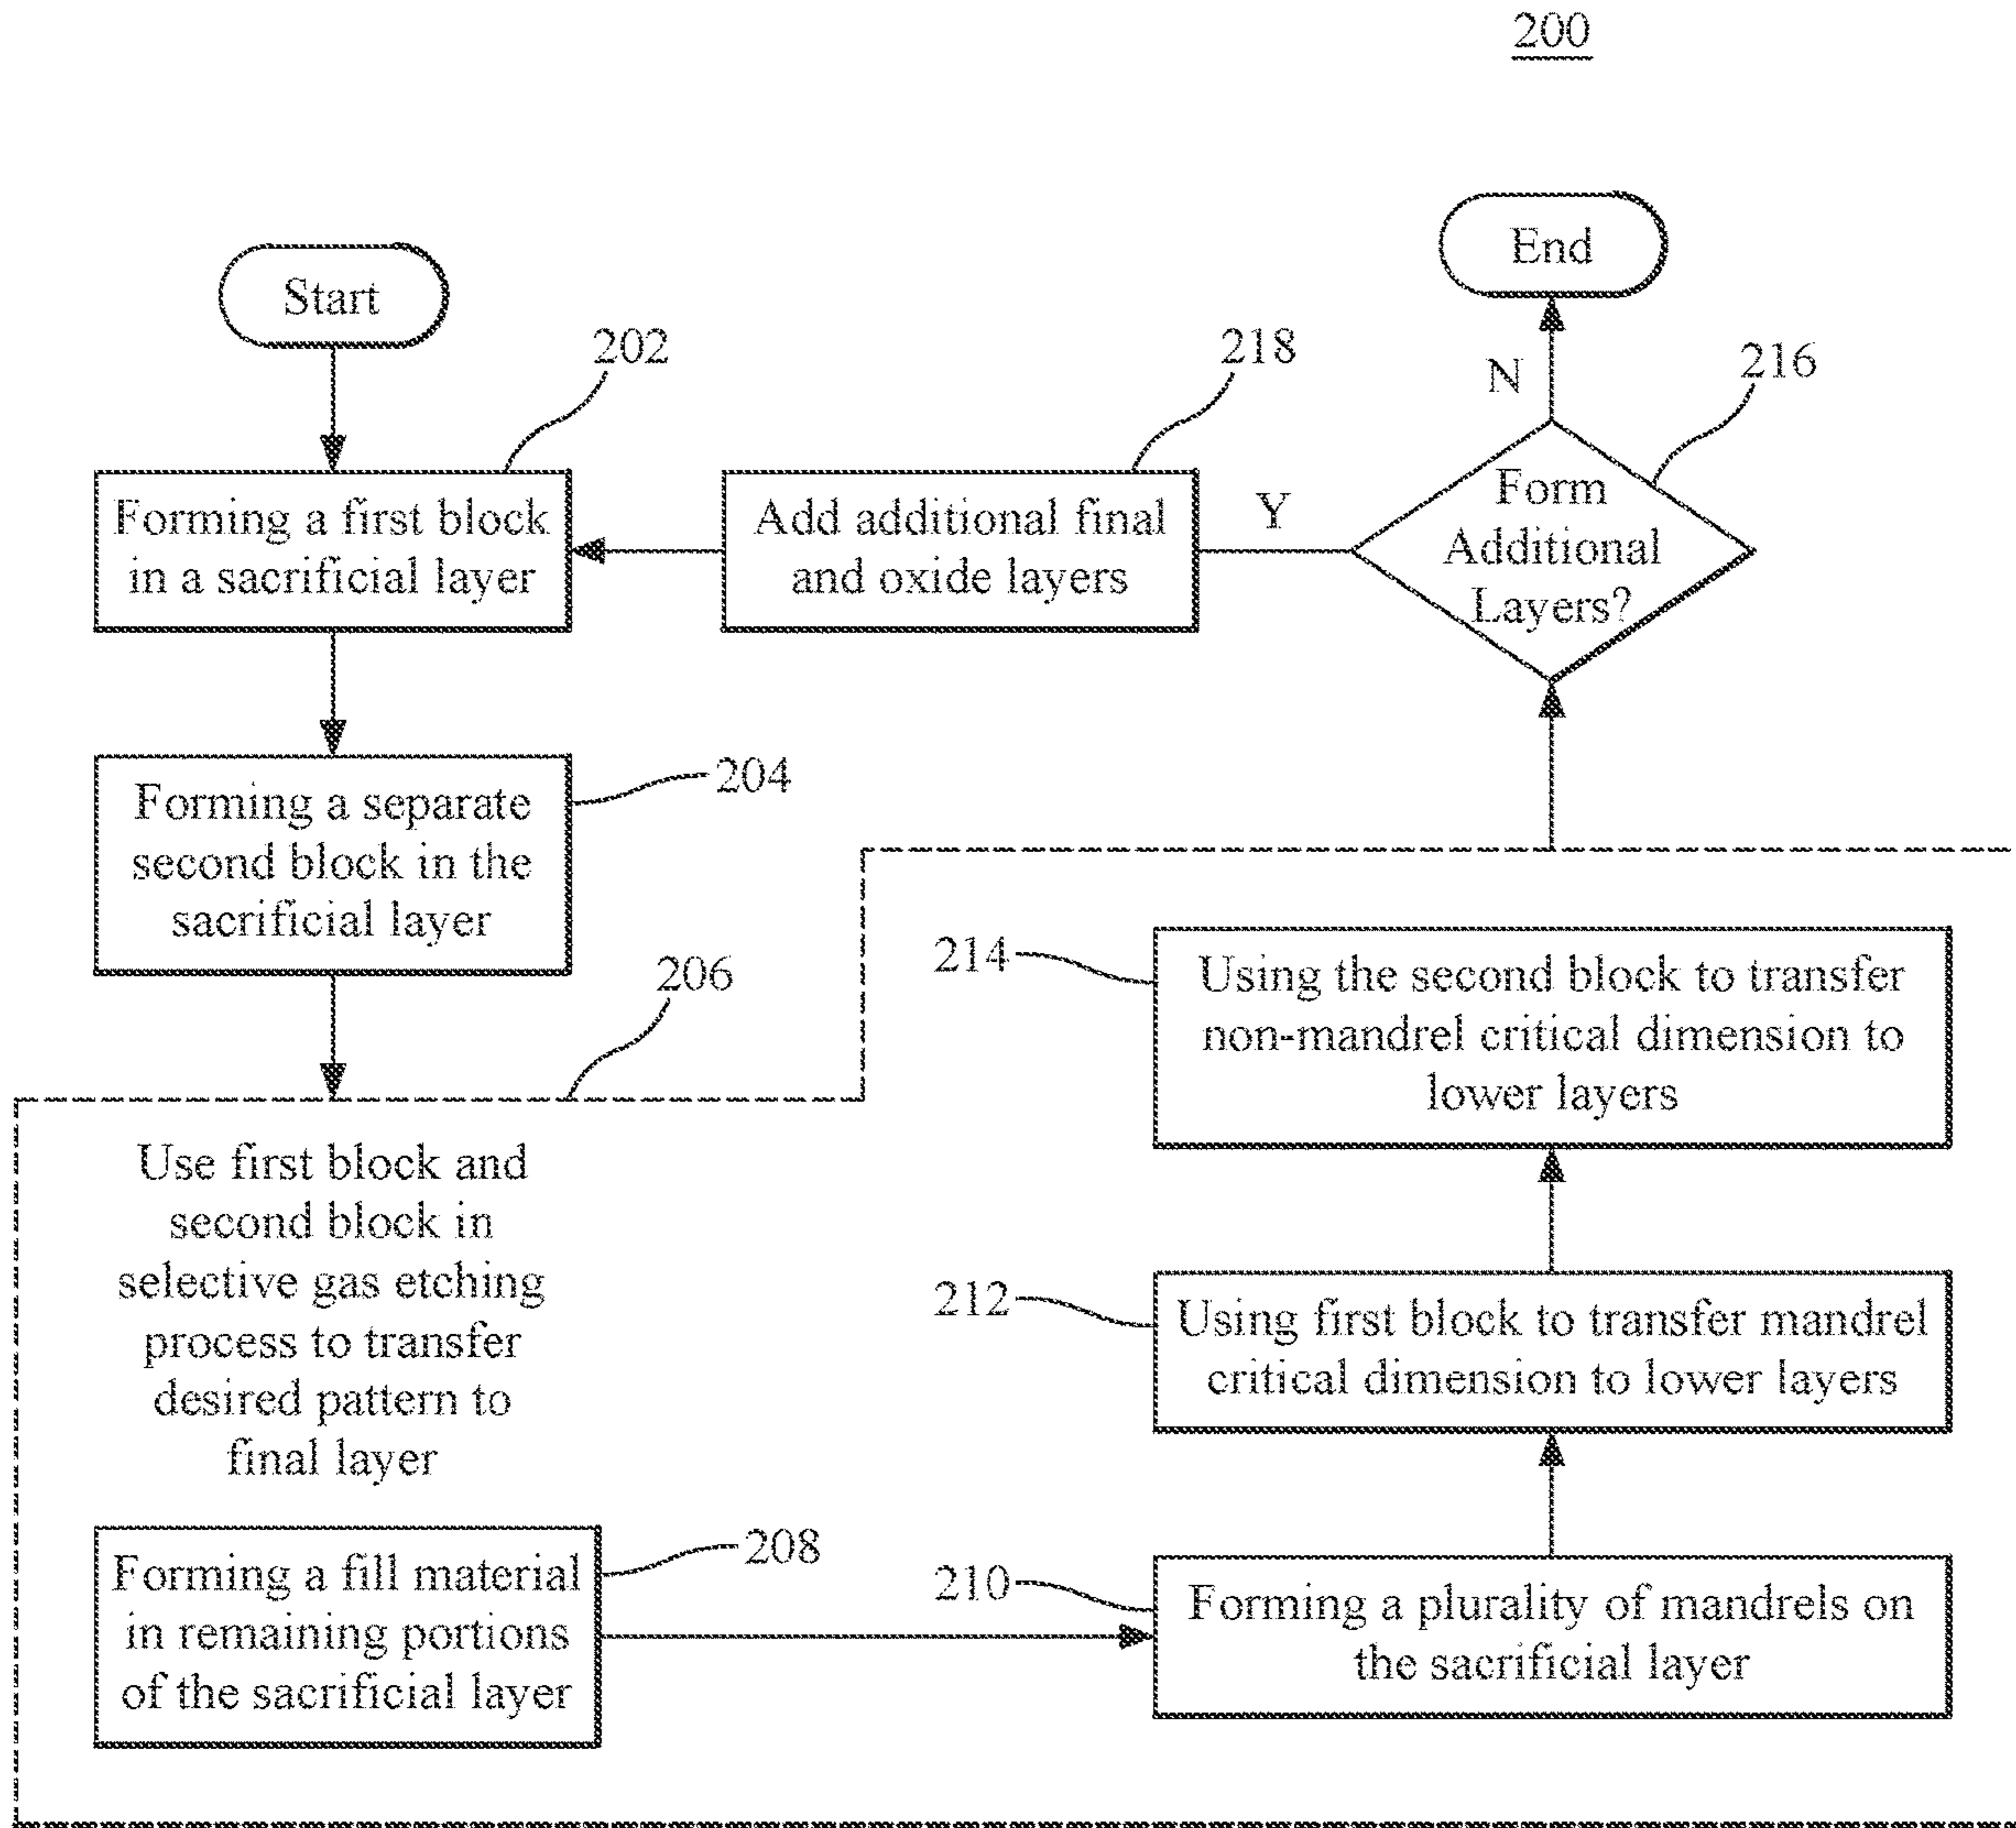 200
Start
202
Forming a first block
in a sacrificial layer
204
Forming a separate
second block in the
sacrificial layer
206
Use first block and
second block in
selective gas etching
process to transfer
desired pattern to
final layer
208
Forming a fill material
in remaining portions
of the sacrificial layer
210
Forming a plurality of mandrels on
the sacrificial layer
212
Using first block to transfer mandrel
critical dimension to lower layers
214
Using the second block to transfer
non-mandrel critical dimension to
lower layers
216
Form
Additional
Layers?
N
End
Y
218
Add additional final
and oxide layers